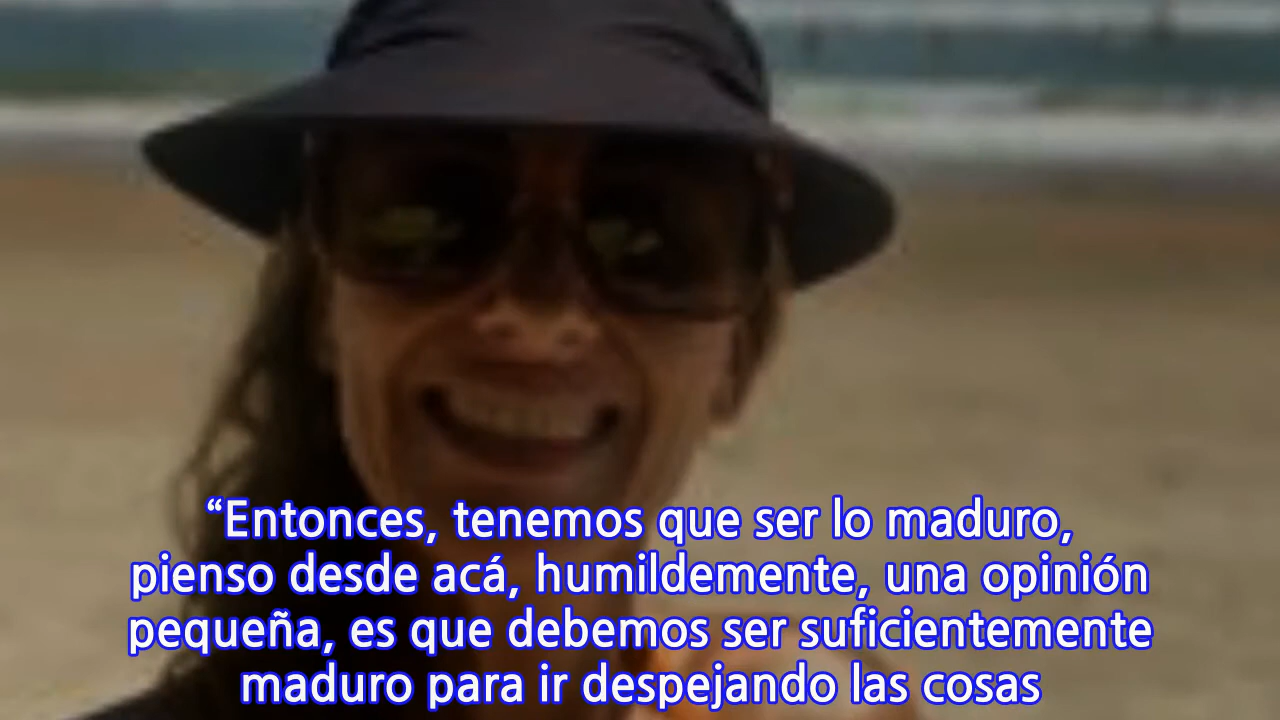 “Entonces, tenemos que ser lo maduro,
pienso desde acá, humildemente, una opinión
pequeña, es que debemos ser suficientemente
maduro para ir despejando las cosas